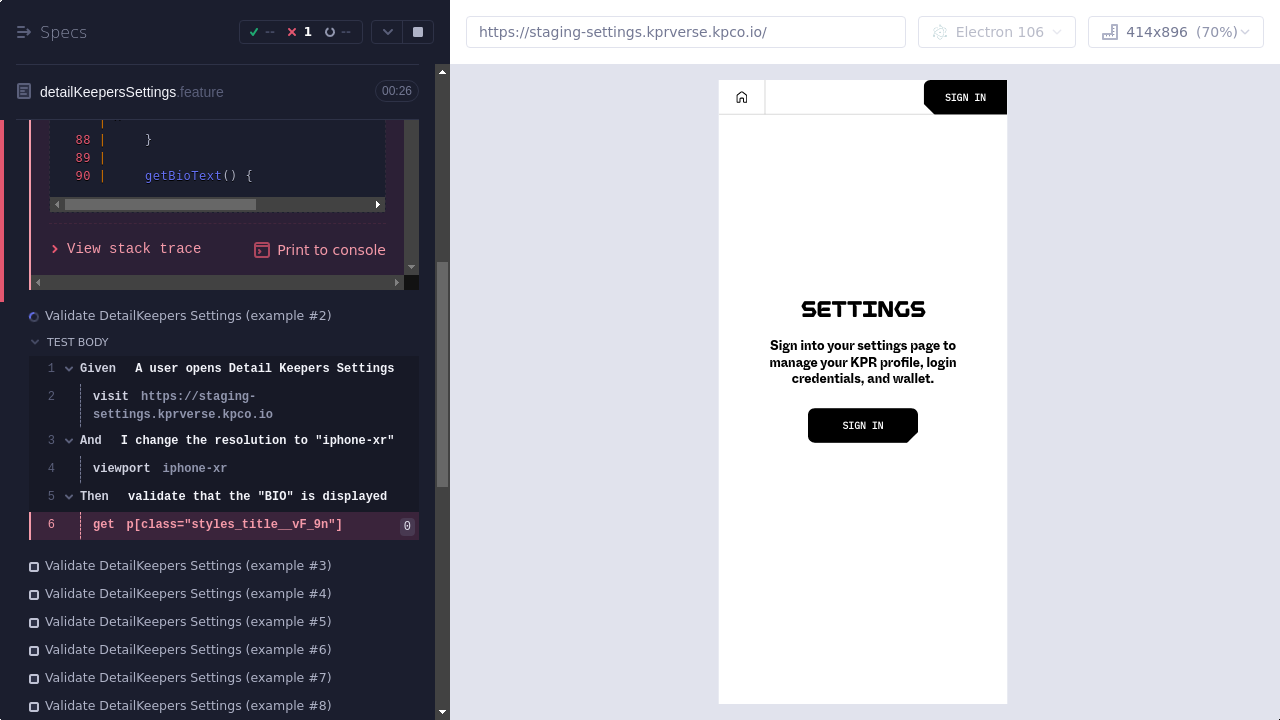 Specs
-- 1 --
detailKeepersSettings.feature 00:26
88 | }
89 |
90 | getBioText() {
View stack trace Print to console
Validate DetailKeepers Settings (example #2)
TEST BODY
1 Given A user opens Detail Keepers Settings
2 visit https://staging-
settings.kprverse.kpco.io
3 And I change the resolution to "iphone-xr"
4 viewport iphone-xr
5 Then validate that the "BIO" is displayed
6 get p[class="styles_title__vF_9n"] 0
Validate DetailKeepers Settings (example #3)
Validate DetailKeepers Settings (example #4)
Validate DetailKeepers Settings (example #5)
Validate DetailKeepers Settings (example #6)
Validate DetailKeepers Settings (example #7)
Validate DetailKeepers Settings (example #8)
https://staging-settings.kprverse.kpco.io/
Electron 106
414x896 (70%)
SIGN IN
SETTINGS
Sign into your settings page to
manage your KPR profile, login
credentials, and wallet.
SIGN IN